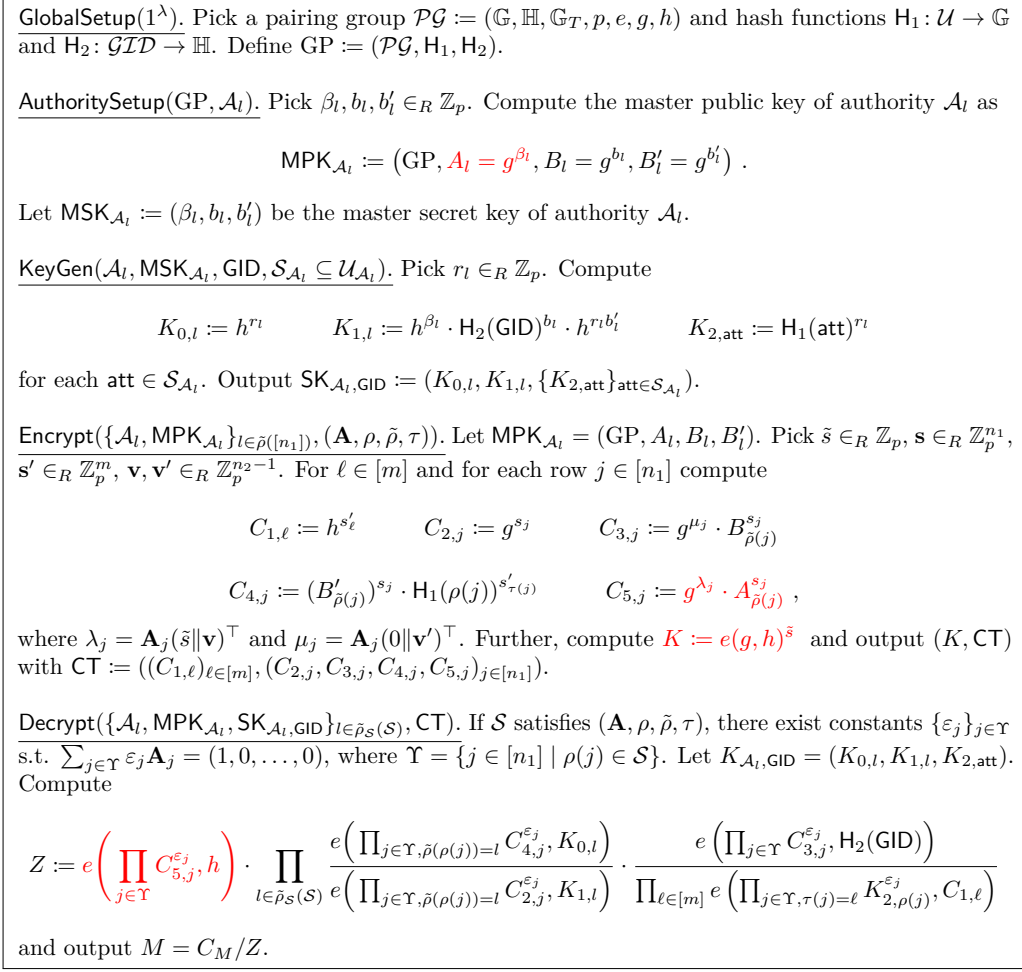 GlobalSetup(1^λ). Pick a pairing group 𝒫𝒢 ≔ (𝔾, ℍ, 𝔾_T, p, e, g, h) and hash functions H_1 : 𝒰 → 𝔾
and H_2 : 𝒢ℐ𝒟 → ℍ. Define GP ≔ (𝒫𝒢, H_1, H_2).
AuthoritySetup(GP, 𝒜_l). Pick β_l, b_l, b′_l ∈_R ℤ_p. Compute the master public key of authority 𝒜_l as
MPK_{𝒜_l} ≔ (GP, A_l = g^{β_l}, B_l = g^{b_l}, B′_l = g^{b′_l}) .
Let MSK_{𝒜_l} ≔ (β_l, b_l, b′_l) be the master secret key of authority 𝒜_l.
KeyGen(𝒜_l, MSK_{𝒜_l}, GID, 𝒮_{𝒜_l} ⊆ 𝒰_{𝒜_l}). Pick r_l ∈_R ℤ_p. Compute
K_{0,l} ≔ h^{r_l} K_{1,l} ≔ h^{β_l} · H_2(GID)^{b_l} · h^{r_l b′_l} K_{2,att} ≔ H_1(att)^{r_l}
for each att ∈ 𝒮_{𝒜_l}. Output SK_{𝒜_l,GID} ≔ (K_{0,l}, K_{1,l}, {K_{2,att}}_{att∈𝒮_{𝒜_l}}).
Encrypt({𝒜_l, MPK_{𝒜_l}}_{l∈ρ̃([n_1])}, (𝐀, ρ, ρ̃, τ)). Let MPK_{𝒜_l} = (GP, A_l, B_l, B′_l). Pick s̃ ∈_R ℤ_p, 𝐬 ∈_R ℤ_p^{n_1},
𝐬′ ∈_R ℤ_p^m, 𝐯, 𝐯′ ∈_R ℤ_p^{n_2−1}. For ℓ ∈ [m] and for each row j ∈ [n_1] compute
C_{1,ℓ} ≔ h^{s′_ℓ} C_{2,j} ≔ g^{s_j} C_{3,j} ≔ g^{μ_j} · B_{ρ̃(j)}^{s_j}
C_{4,j} ≔ (B′_{ρ̃(j)})^{s_j} · H_1(ρ(j))^{s′_{τ(j)}} C_{5,j} ≔ g^{λ_j} · A_{ρ̃(j)}^{s_j} ,
where λ_j = 𝐀_j(s̃‖𝐯)^⊤ and μ_j = 𝐀_j(0‖𝐯′)^⊤. Further, compute K ≔ e(g, h)^{s̃} and output (K, CT)
with CT ≔ ((C_{1,ℓ})_{ℓ∈[m]}, (C_{2,j}, C_{3,j}, C_{4,j}, C_{5,j})_{j∈[n_1]}).
Decrypt({𝒜_l, MPK_{𝒜_l}, SK_{𝒜_l,GID}}_{l∈ρ̃_𝒮(𝒮)}, CT). If 𝒮 satisfies (𝐀, ρ, ρ̃, τ), there exist constants {ε_j}_{j∈Υ}
s.t. ∑_{j∈Υ} ε_j 𝐀_j = (1, 0, . . . , 0), where Υ = {j ∈ [n_1] | ρ(j) ∈ 𝒮}. Let K_{𝒜_l,GID} = (K_{0,l}, K_{1,l}, K_{2,att}).
Compute
Z ≔ e(∏_{j∈Υ} C_{5,j}^{ε_j}, h) · ∏_{l∈ρ̃_𝒮(𝒮)} e(∏_{j∈Υ,ρ̃(ρ(j))=l} C_{4,j}^{ε_j}, K_{0,l}) / e(∏_{j∈Υ,ρ̃(ρ(j))=l} C_{2,j}^{ε_j}, K_{1,l}) · e(∏_{j∈Υ} C_{3,j}^{ε_j}, H_2(GID)) / ∏_{ℓ∈[m]} e(∏_{j∈Υ,τ(j)=ℓ} K_{2,ρ(j)}^{ε_j}, C_{1,ℓ})
and output M = C_M/Z.